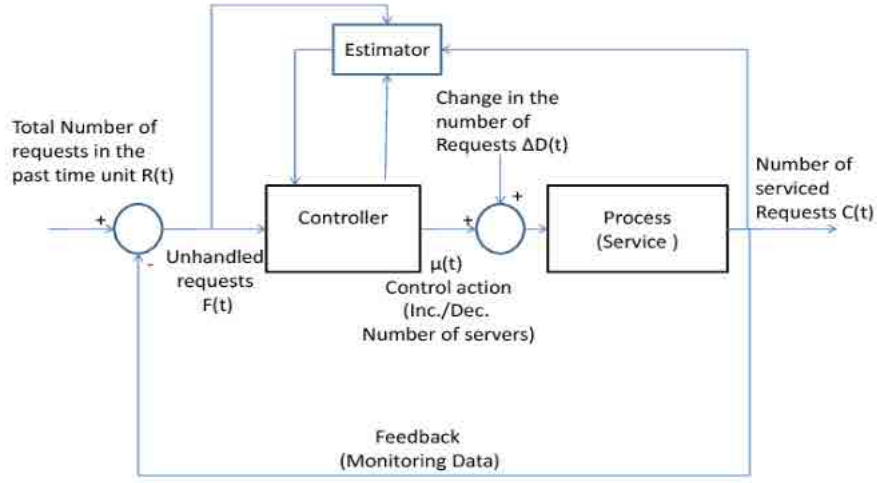 Estimator
Change in the
number of
Requests ΔD(t)
Total Number of
requests in the
past time unit R(t)
Number of
serviced
Requests C(t)
+
Controller
+
+
Process
(Service )
-
Unhandled
requests
F(t)
μ(t)
Control action
(Inc./Dec.
Number of servers)
Feedback
(Monitoring Data)